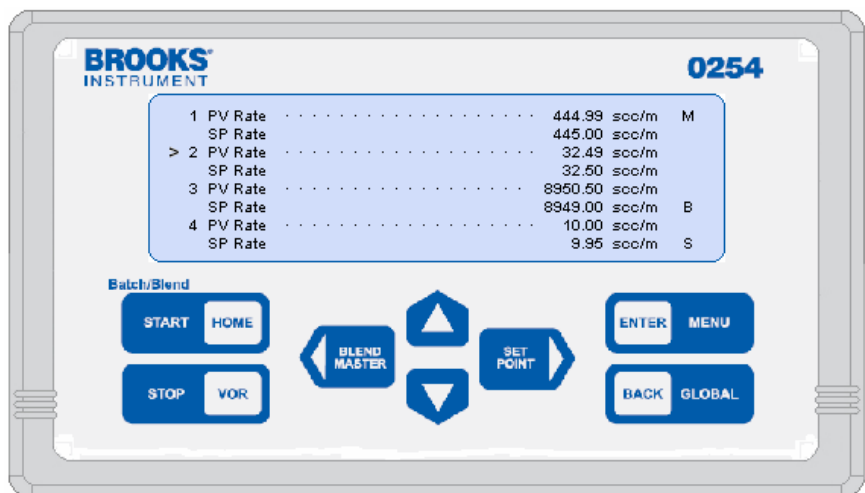 BROOKS®
INSTRUMENT
0254
1 PV Rate · · · · · · · · · · · · · · · · · · · · 444.99 scc/m M
SP Rate 445.00 scc/m
> 2 PV Rate · · · · · · · · · · · · · · · · · · · · 32.49 scc/m
SP Rate 32.50 scc/m
3 PV Rate · · · · · · · · · · · · · · · · · · · 8950.50 scc/m
SP Rate 8949.00 scc/m B
4 PV Rate · · · · · · · · · · · · · · · · · · · · 10.00 scc/m
SP Rate 9.95 scc/m S
Batch/Blend
START HOME
BLEND
MASTER
SET
POINT
ENTER MENU
STOP VOR
BACK GLOBAL